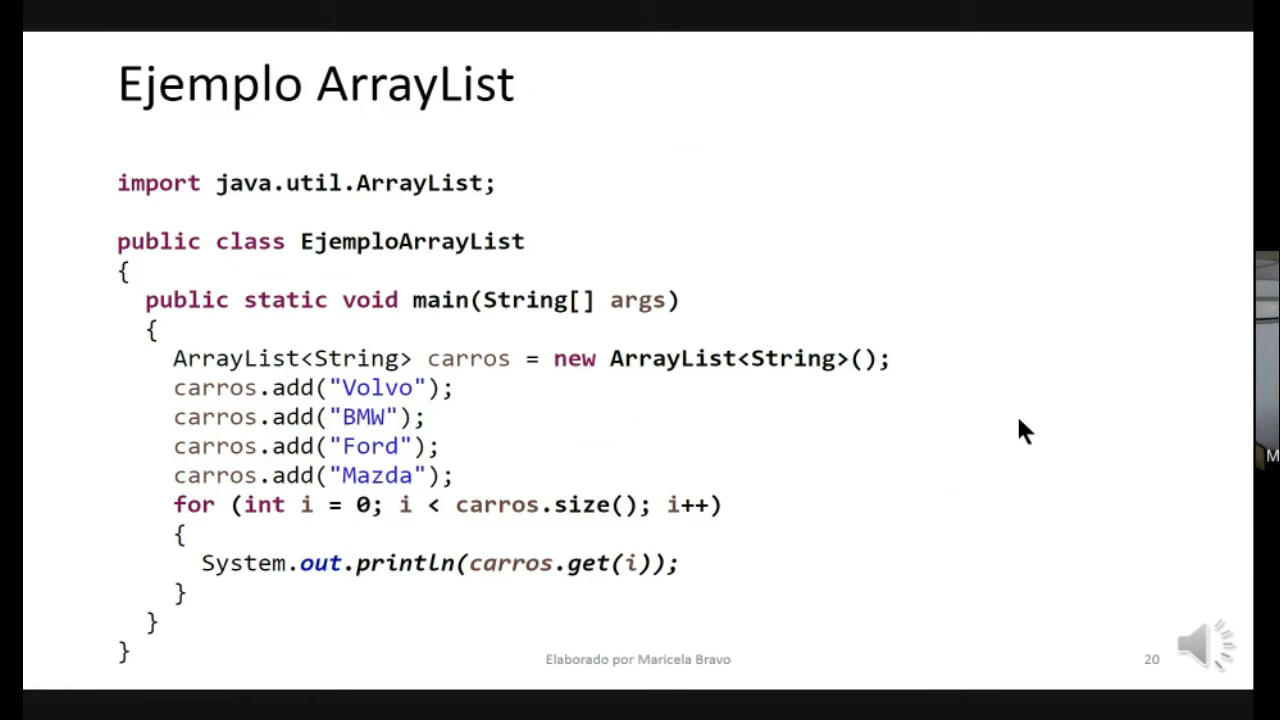 Ejemplo ArrayList
import java.util.ArrayList;
public class EjemploArrayList
{
public static void main(String[] args)
{
ArrayList<String> carros = new ArrayList<String>();
carros.add("Volvo");
carros.add("BMW");
carros.add("Ford");
carros.add("Mazda");
for (int i = 0; i < carros.size(); i++)
{
System.out.println(carros.get(i));
}
}
}
Elaborado por Maricela Bravo
20
M